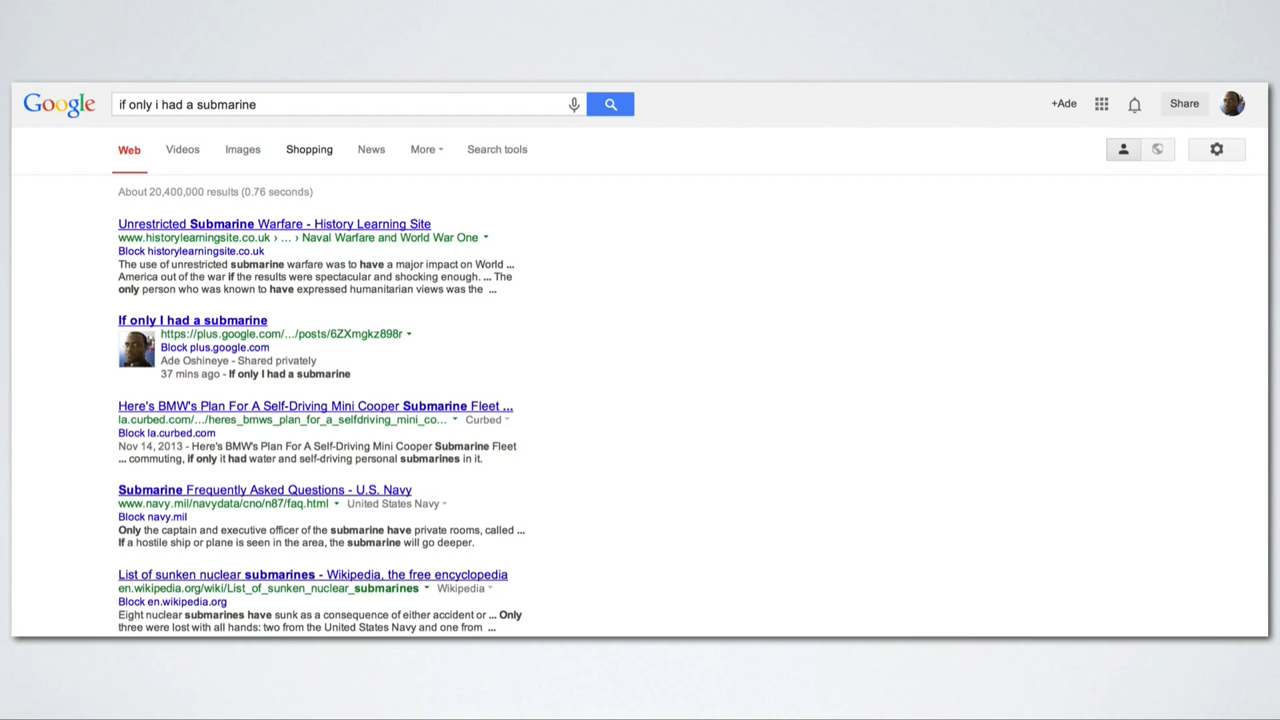 Google if only i had a submarine +Ade Share
Web Videos Images Shopping News More Search tools
About 20,400,000 results (0.76 seconds)
Unrestricted Submarine Warfare - History Learning Site
www.historylearningsite.co.uk › ... › Naval Warfare and World War One
Block historylearningsite.co.uk
The use of unrestricted submarine warfare was to have a major impact on World ...
America out of the war if the results were spectacular and shocking enough. ... The
only person who was known to have expressed humanitarian views was the ...
If only I had a submarine
https://plus.google.com/.../posts/6ZXmgkz898r
Block plus.google.com
Ade Oshineye - Shared privately
37 mins ago - If only I had a submarine
Here's BMW's Plan For A Self-Driving Mini Cooper Submarine Fleet ...
la.curbed.com/.../heres_bmws_plan_for_a_selfdriving_mini_co... Curbed
Block la.curbed.com
Nov 14, 2013 - Here's BMW's Plan For A Self-Driving Mini Cooper Submarine Fleet
... commuting, if only it had water and self-driving personal submarines in it.
Submarine Frequently Asked Questions - U.S. Navy
www.navy.mil/navydata/cno/n87/faq.html United States Navy
Block navy.mil
Only the captain and executive officer of the submarine have private rooms, called ...
If a hostile ship or plane is seen in the area, the submarine will go deeper.
List of sunken nuclear submarines - Wikipedia, the free encyclopedia
en.wikipedia.org/wiki/List_of_sunken_nuclear_submarines Wikipedia
Block en.wikipedia.org
Eight nuclear submarines have sunk as a consequence of either accident or ... Only
three were lost with all hands: two from the United States Navy and one from ...